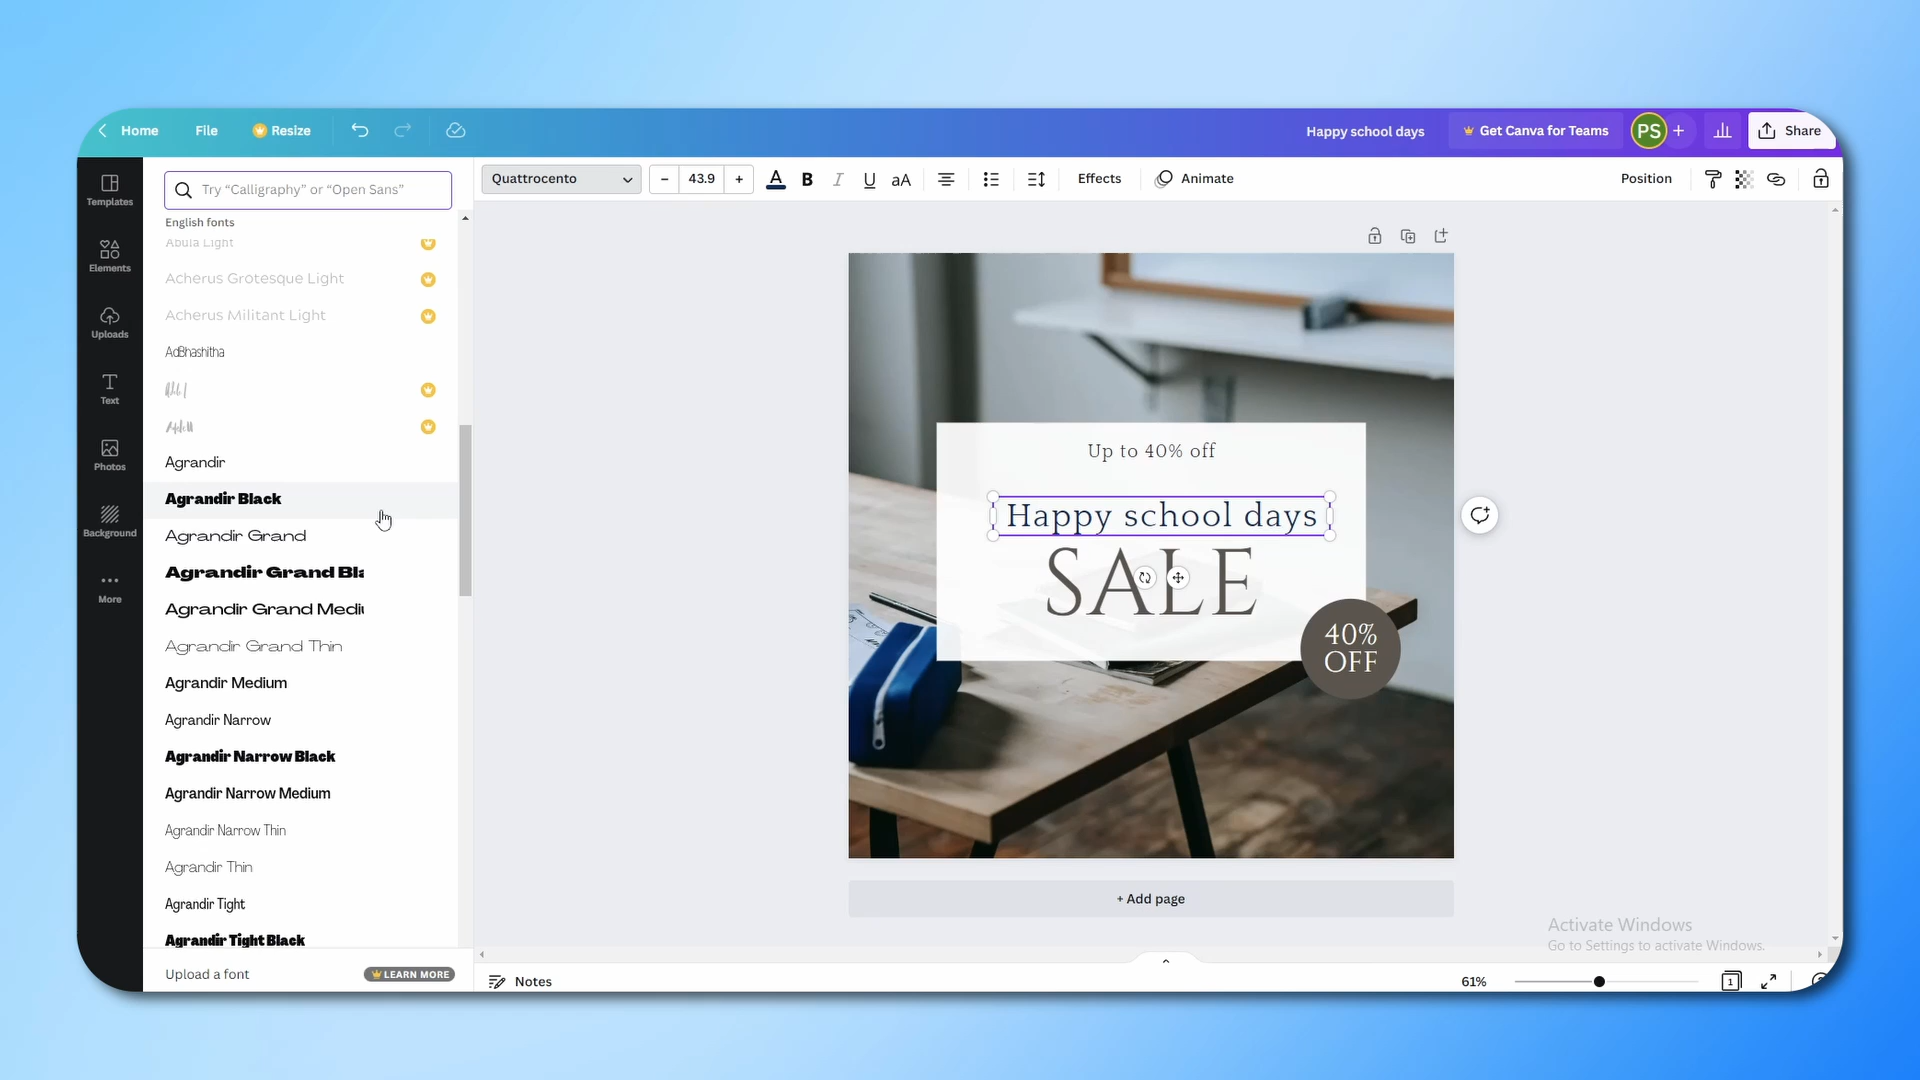 Home File Resize Happy school days Get Canva for Teams PS + Share
Templates
Elements
Uploads
Text
Photos
Background
More
Try “Calligraphy” or “Open Sans”
English fonts
Abula Light
Acherus Grotesque Light
Acherus Militant Light
AdBhashitha
Agrandir
Agrandir Black
Agrandir Grand
Agrandir Grand Bla
Agrandir Grand Mediu
Agrandir Grand Thin
Agrandir Medium
Agrandir Narrow
Agrandir Narrow Black
Agrandir Narrow Medium
Agrandir Narrow Thin
Agrandir Thin
Agrandir Tight
Agrandir Tight Black
Upload a font LEARN MORE
Quattrocento - 43.9 + A B I U aA Effects Animate Position
Up to 40% off
Happy school days
SALE
40%
OFF
+ Add page
Activate Windows
Go to Settings to activate Windows.
Notes 61% 1